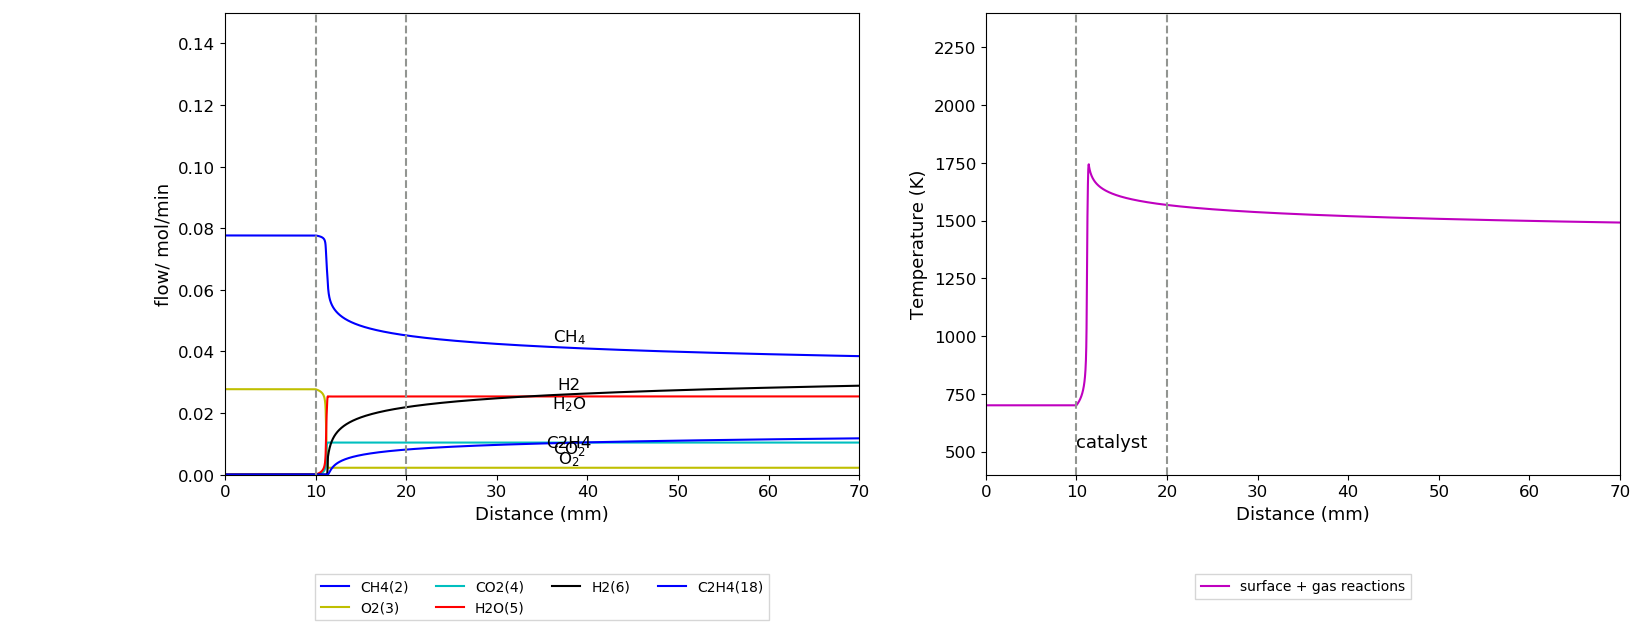 0.14
0.12
0.10
0.08
0.06
0.04
0.02
0.00
flow/ mol/min
CH₄
H2
H₂O
C2H4
CO₂
O₂
0 10 20 30 40 50 60 70
Distance (mm)
CH4(2) CO2(4) H2(6) C2H4(18)
O2(3) H2O(5)
2250
2000
1750
1500
1250
1000
750
500
Temperature (K)
catalyst
0 10 20 30 40 50 60 70
Distance (mm)
surface + gas reactions